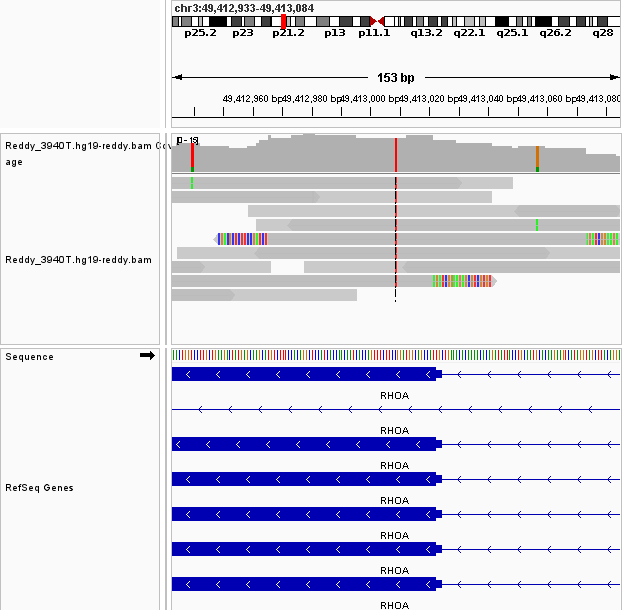 chr3:49,412,933-49,413,084
p25.2 p23 p21.2 p13 p11.1 q13.2 q22.1 q25.1 q26.2 q28
153 bp
49,412,960 bp 49,412,980 bp 49,413,000 bp 49,413,020 bp 49,413,040 bp 49,413,060 bp 49,413,080
Reddy_3940T.hg19-reddy.bam Cov
age
Reddy_3940T.hg19-reddy.bam
Sequence
RHOA
RHOA
RHOA
RefSeq Genes
RHOA
RHOA
RHOA
RHOA